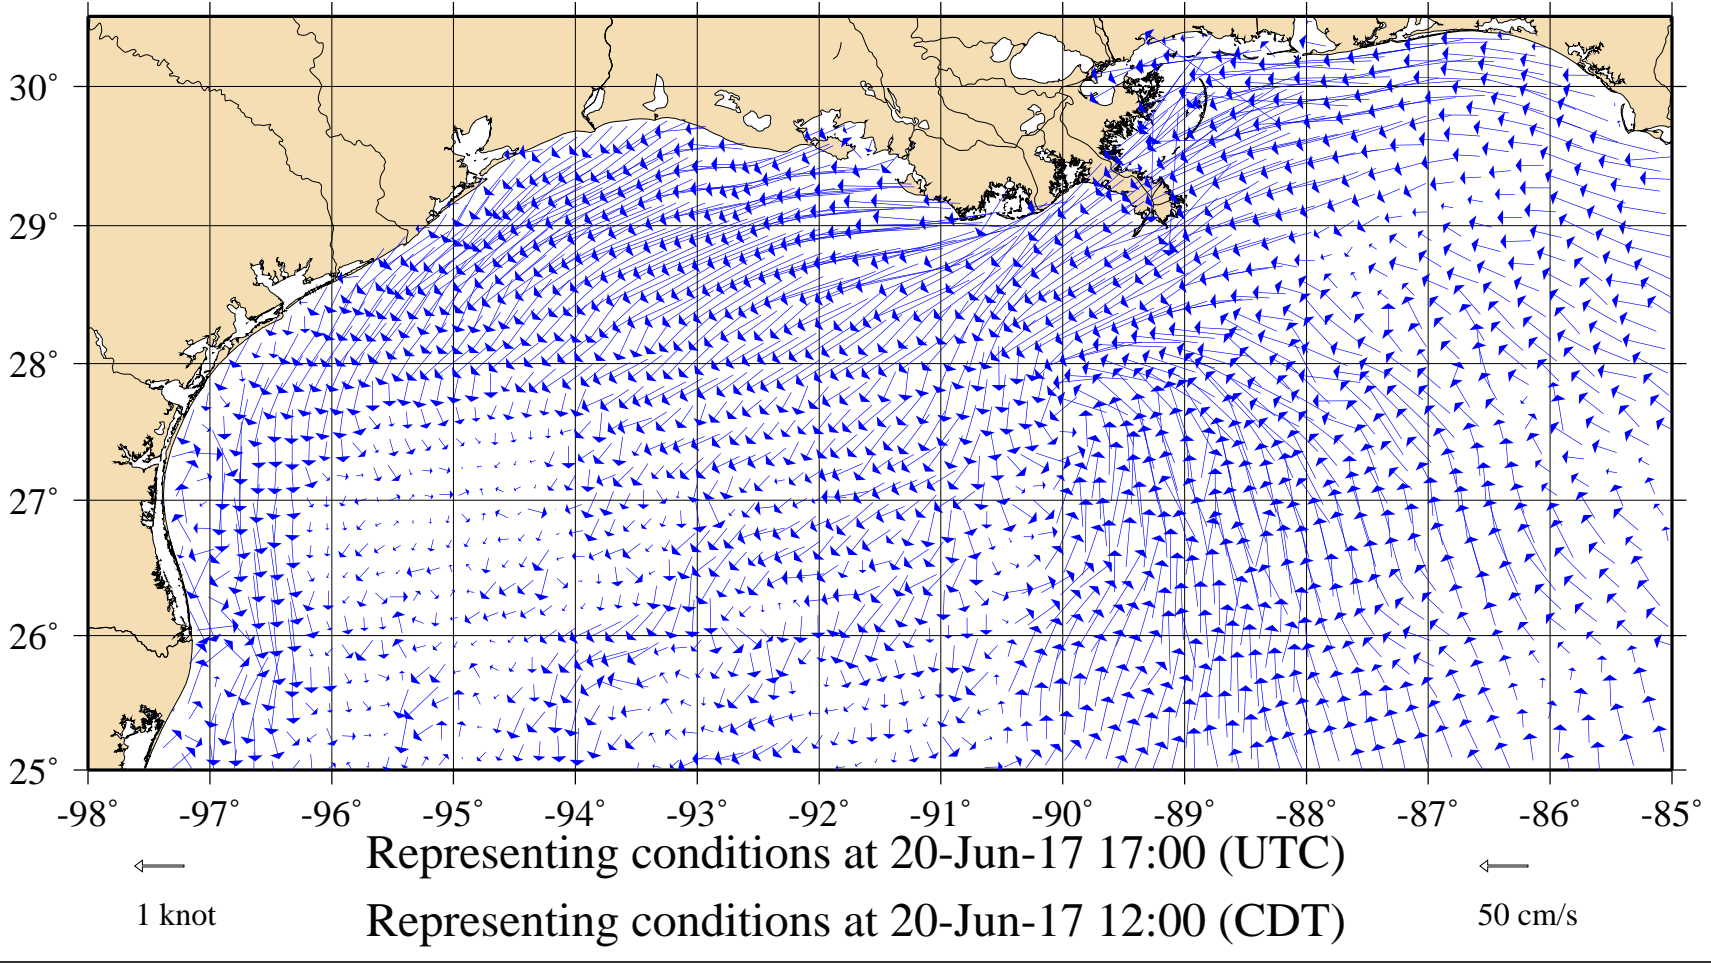 30°
29°
28°
27°
26°
25°
-98° -97° -96° -95° -94° -93° -92° -91° -90° -89° -88° -87° -86° -85°
Representing conditions at 20-Jun-17 17:00 (UTC)
1 knot
Representing conditions at 20-Jun-17 12:00 (CDT)
50 cm/s